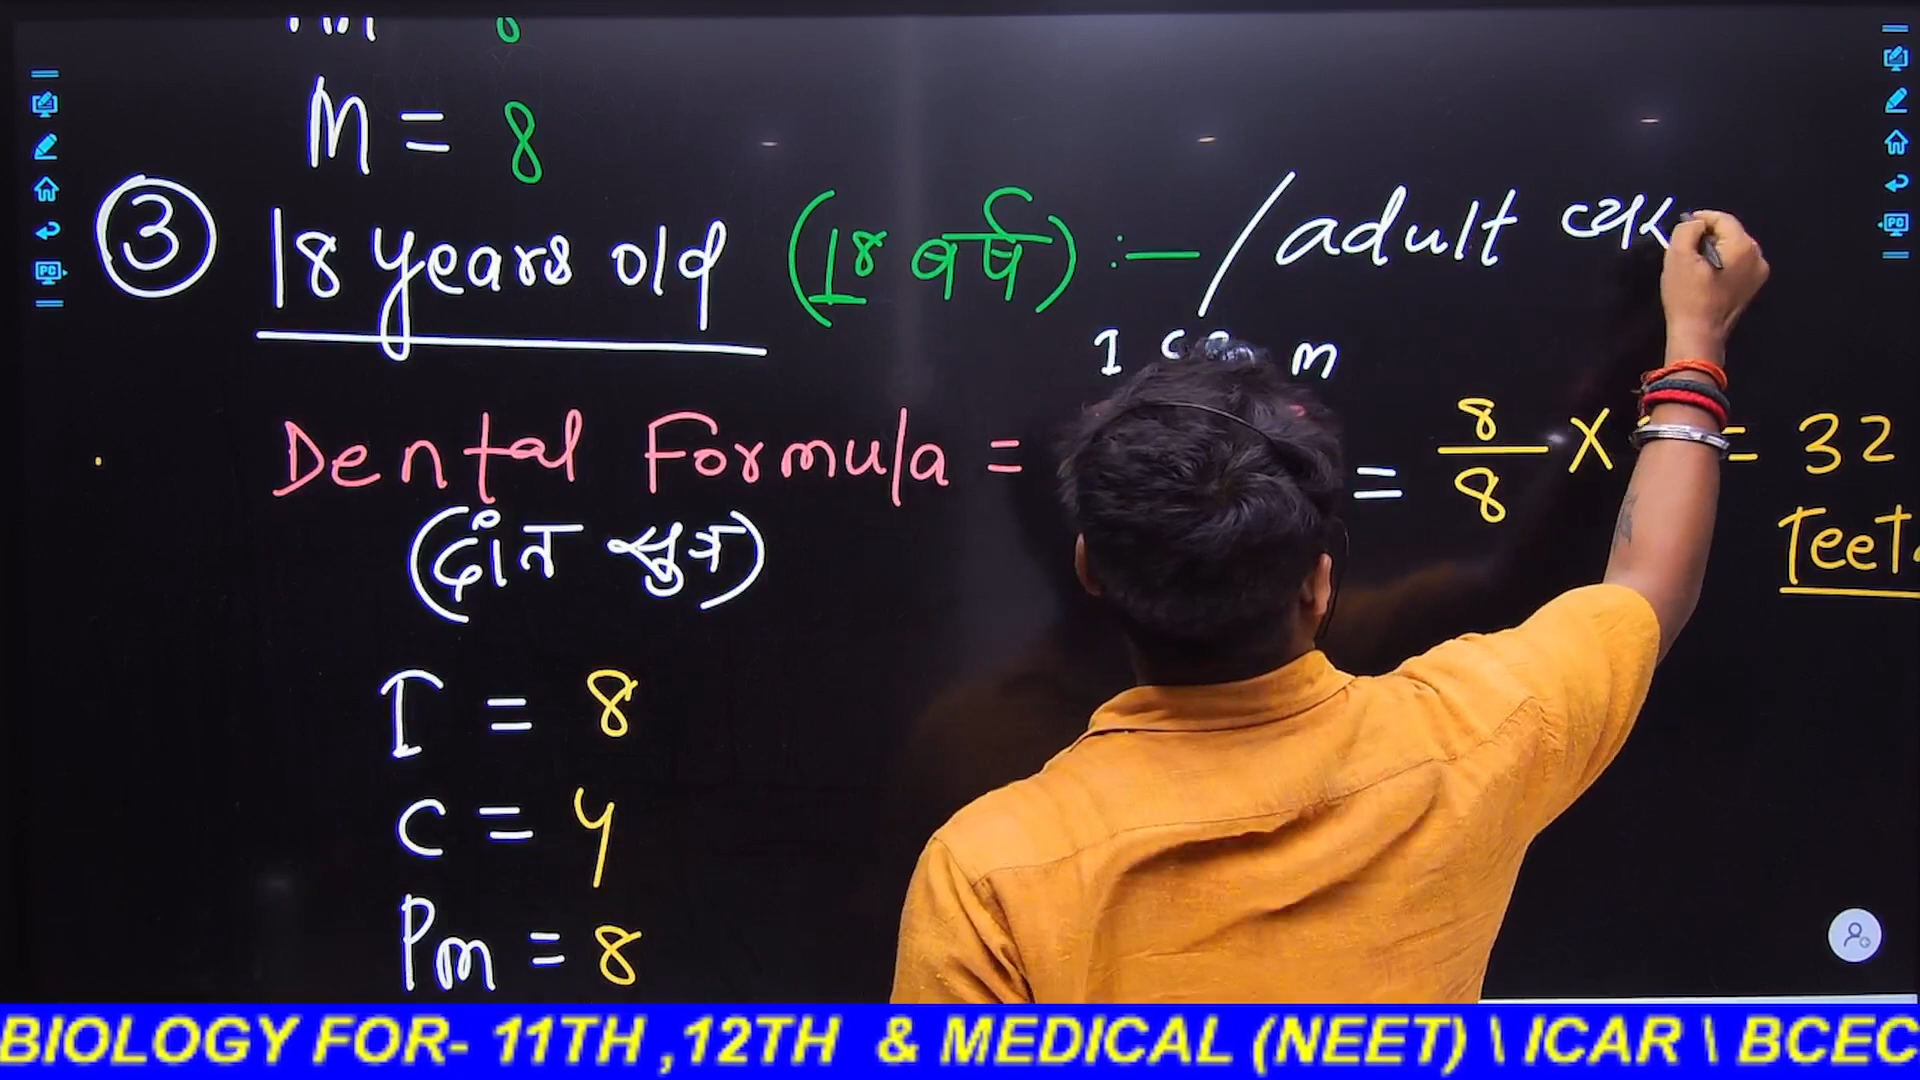 M = 8
③ 18 years old (18 वर्ष) :— / adult
I C m
Dental Formula = = 8/8 X = 32
(दांत सुत्र) Teet
I = 8
C = 4
Pm = 8
BIOLOGY FOR- 11TH ,12TH & MEDICAL (NEET) \ ICAR \ BCEC